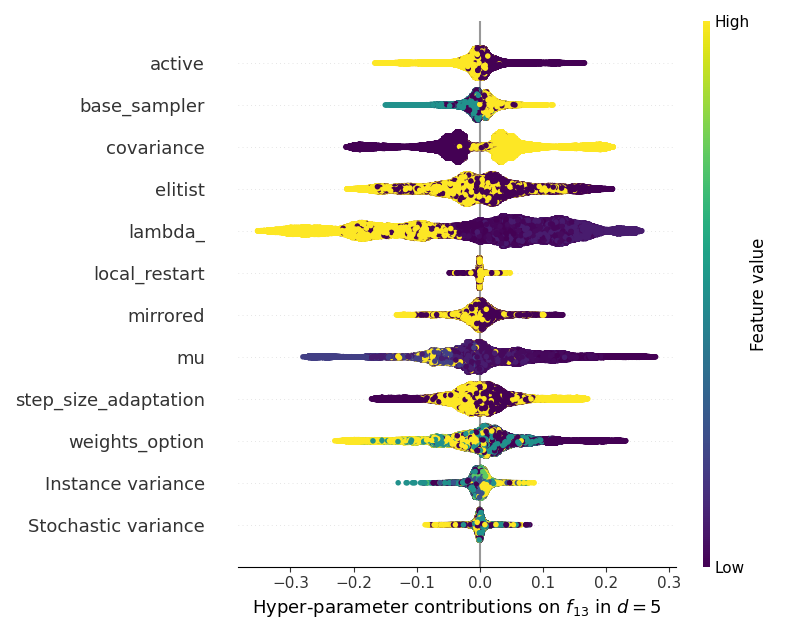 High
active
base_sampler
covariance
elitist
lambda_
local_restart
mirrored
mu
step_size_adaptation
weights_option
Instance variance
Stochastic variance
Feature value
Low
−0.3 −0.2 −0.1 0.0 0.1 0.2 0.3
Hyper-parameter contributions on f13 in d = 5